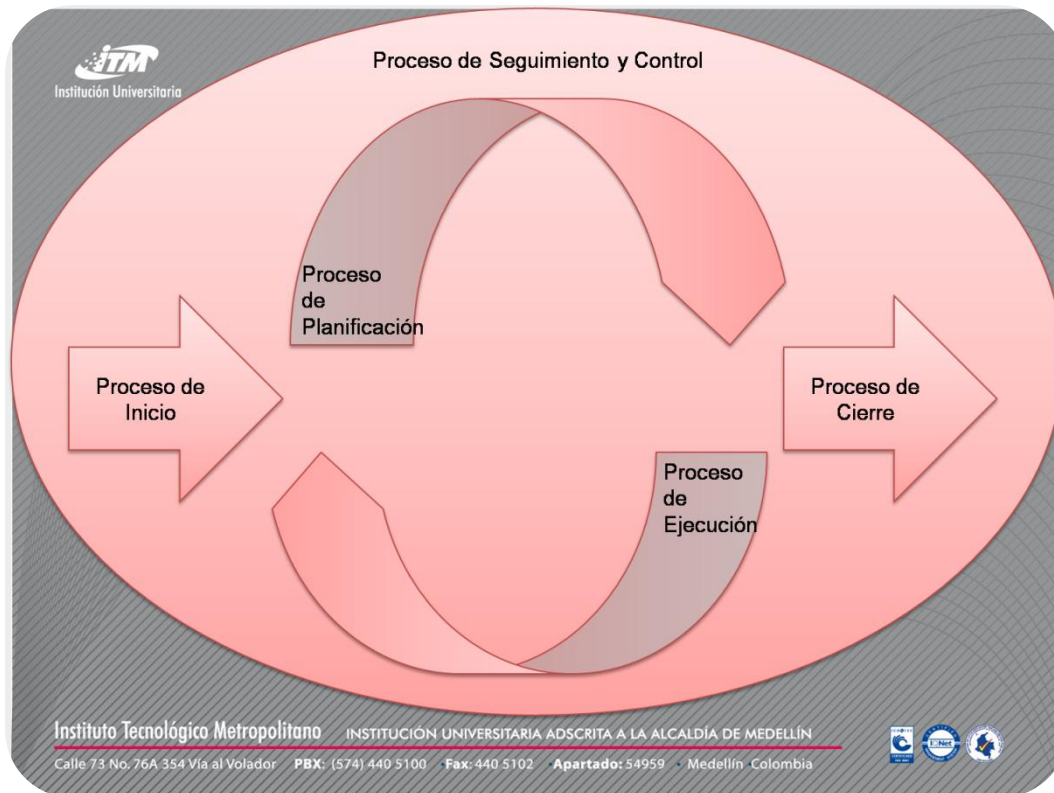 iTM
Institución Universitaria
Proceso de Seguimiento y Control
Proceso
de
Planificación
Proceso de
Inicio
Proceso de
Cierre
Proceso
de
Ejecución
Instituto Tecnológico Metropolitano INSTITUCIÓN UNIVERSITARIA ADSCRITA A LA ALCALDÍA DE MEDELLÍN
Calle 73 No. 76A 354 Vía al Volador PBX: (574) 440 5100 · Fax: 440 5102 · Apartado: 54959 · Medellín · Colombia
IQNet